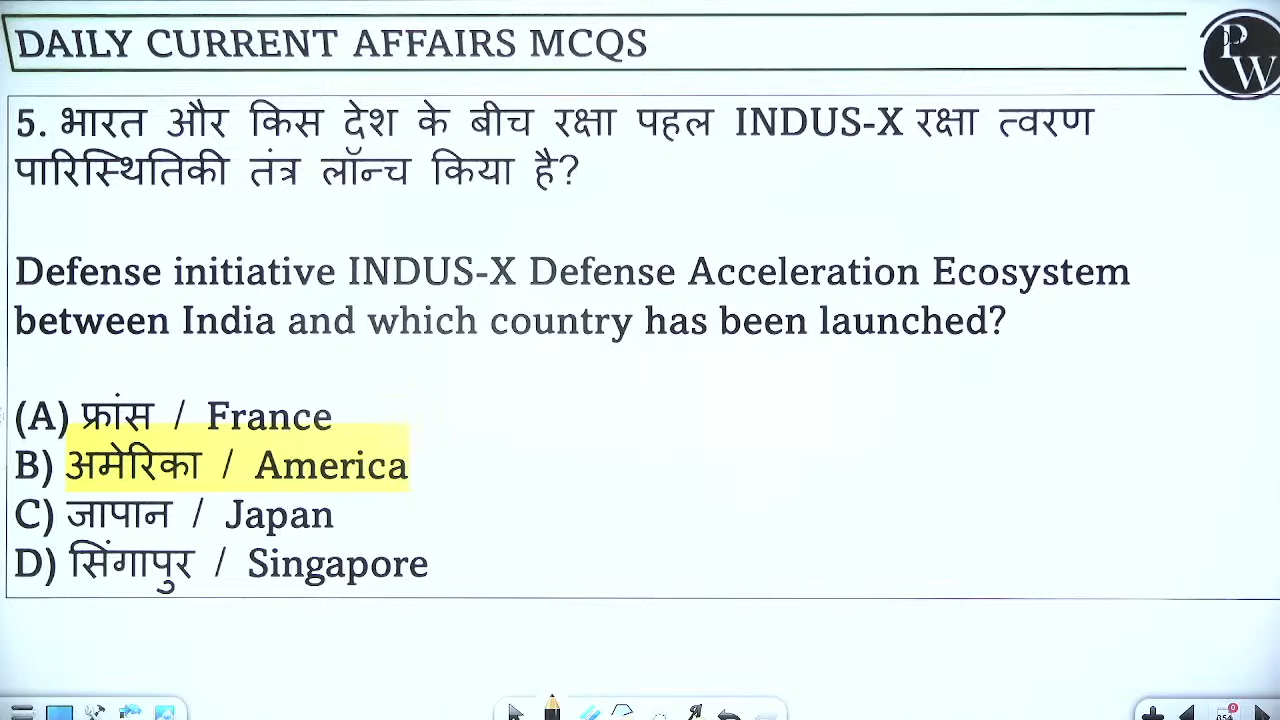 DAILY CURRENT AFFAIRS MCQS
PW
5. भारत और किस देश के बीच रक्षा पहल INDUS-X रक्षा त्वरण
पारिस्थितिकी तंत्र लॉन्च किया है?
Defense initiative INDUS-X Defense Acceleration Ecosystem
between India and which country has been launched?
(A) फ्रांस / France
B) अमेरिका / America
C) जापान / Japan
D) सिंगापुर / Singapore